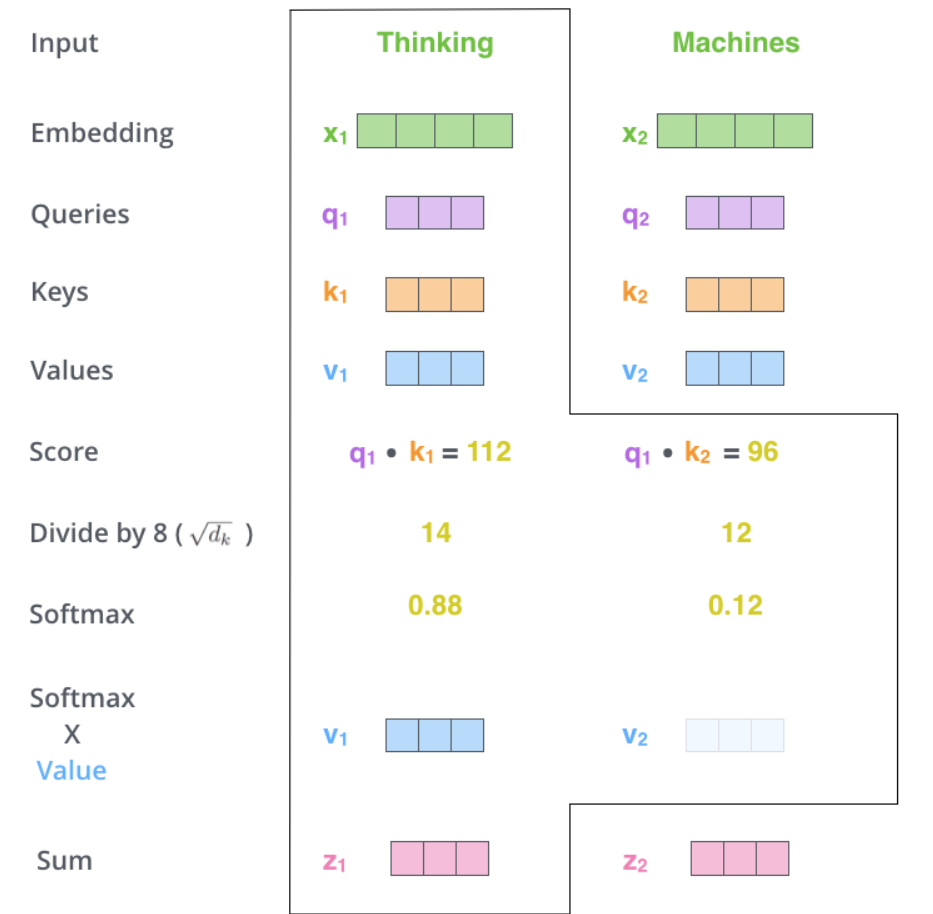 Input Thinking Machines
Embedding x₁ x₂
Queries q₁ q₂
Keys k₁ k₂
Values v₁ v₂
Score q₁ • k₁ = 112 q₁ • k₂ = 96
Divide by 8 ( √dₖ ) 14 12
Softmax 0.88 0.12
Softmax
X
Value v₁ v₂
Sum z₁ z₂